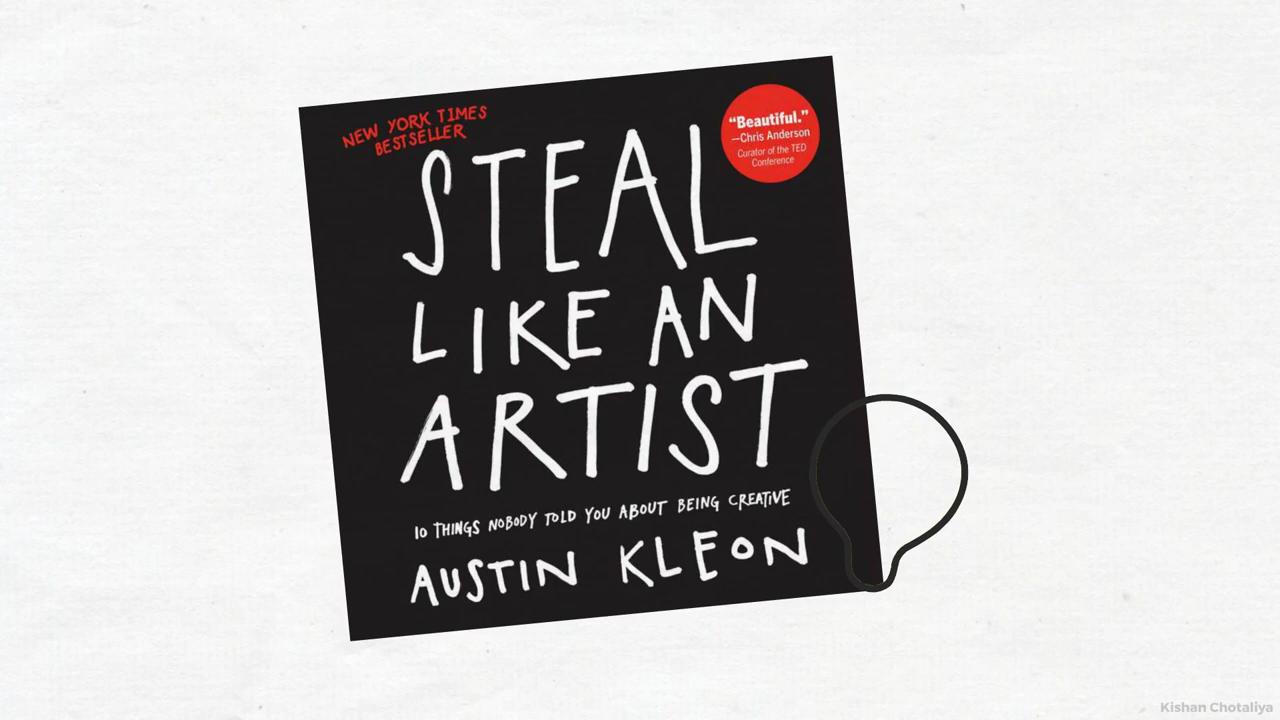 NEW YORK TIMES
BESTSELLER
“Beautiful.”
—Chris Anderson
Curator of the TED
Conference
STEAL
LIKE AN
ARTIST
10 THINGS NOBODY TOLD YOU ABOUT BEING CREATIVE
AUSTIN KLEON
Kishan Chotaliya